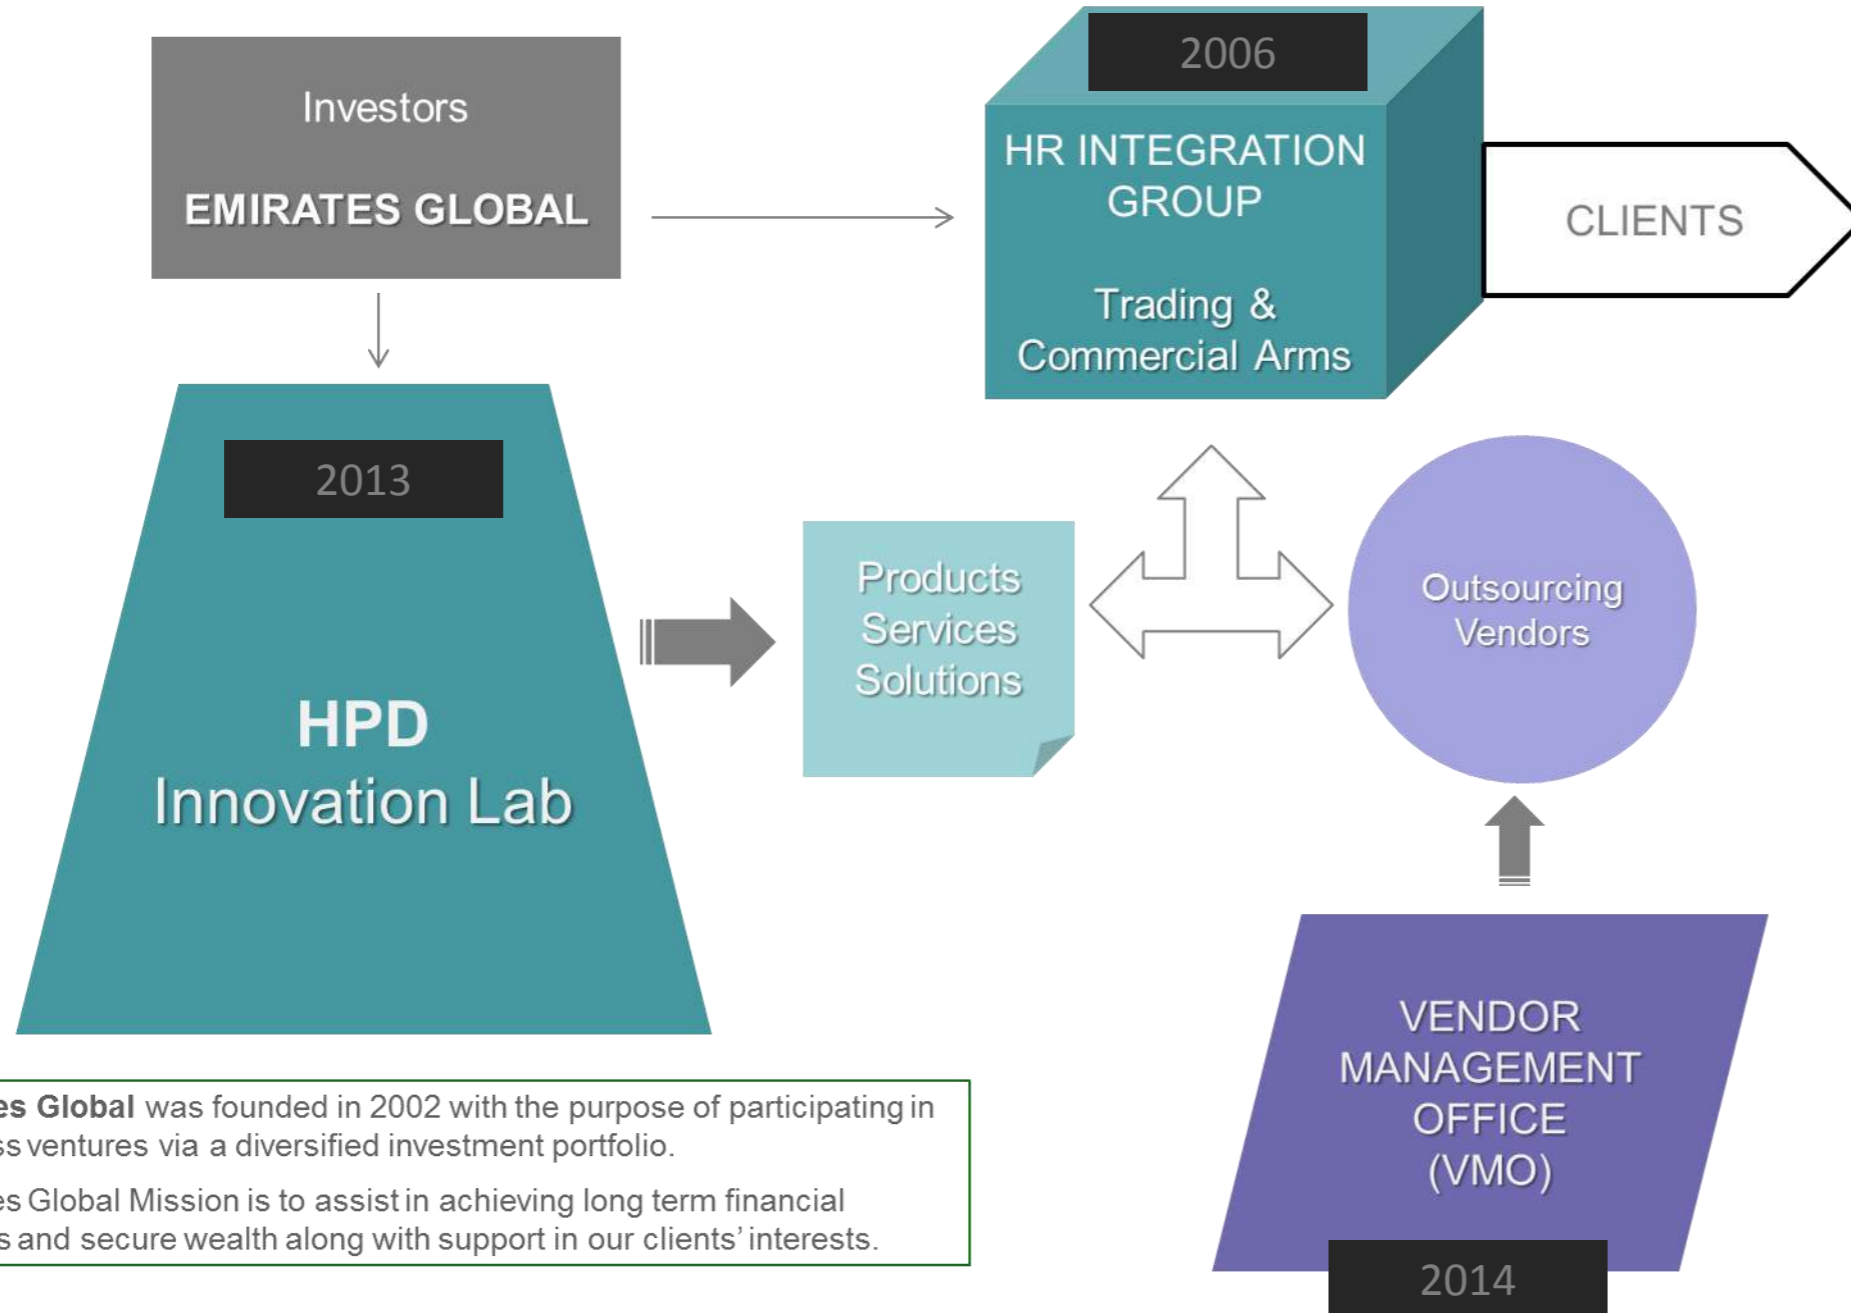 Investors
EMIRATES GLOBAL
2006
HR INTEGRATION
GROUP
Trading &
Commercial Arms
CLIENTS
2013
HPD
Innovation Lab
Products
Services
Solutions
Outsourcing
Vendors
VENDOR
MANAGEMENT
OFFICE
(VMO)
2014
es Global was founded in 2002 with the purpose of participating in
ss ventures via a diversified investment portfolio.
es Global Mission is to assist in achieving long term financial
s and secure wealth along with support in our clients' interests.